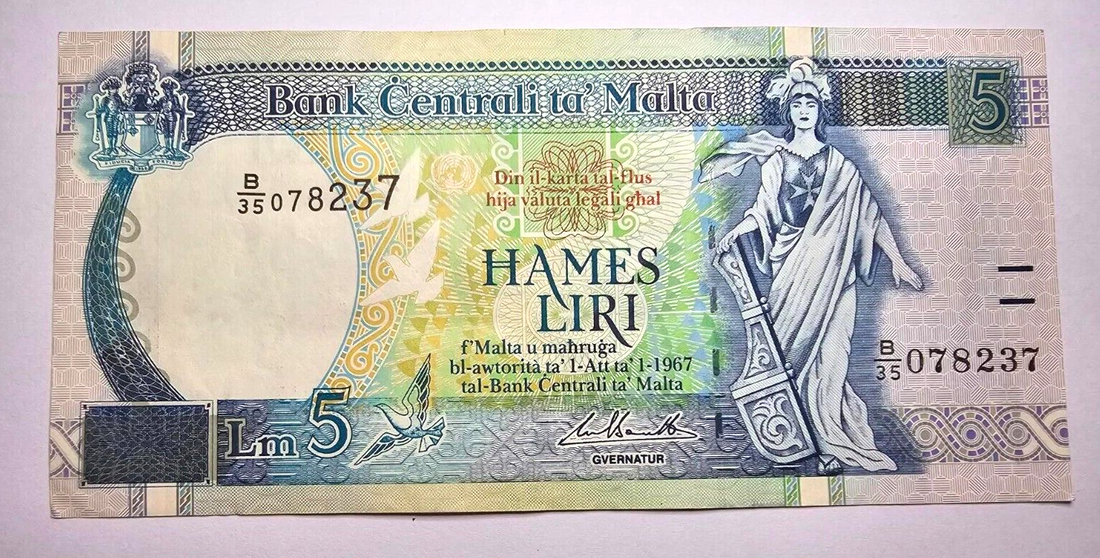 Bank Ċentrali ta' Malta
5
B/35 078237
Din il-karta tal-flus
hija valuta leġali għal
HAMES
LIRI
f'Malta u maħruġa
bl-awtorità ta' l-Att ta' l-1967
tal-Bank Ċentrali ta' Malta
B/35 078237
Lm 5
GVERNATUR